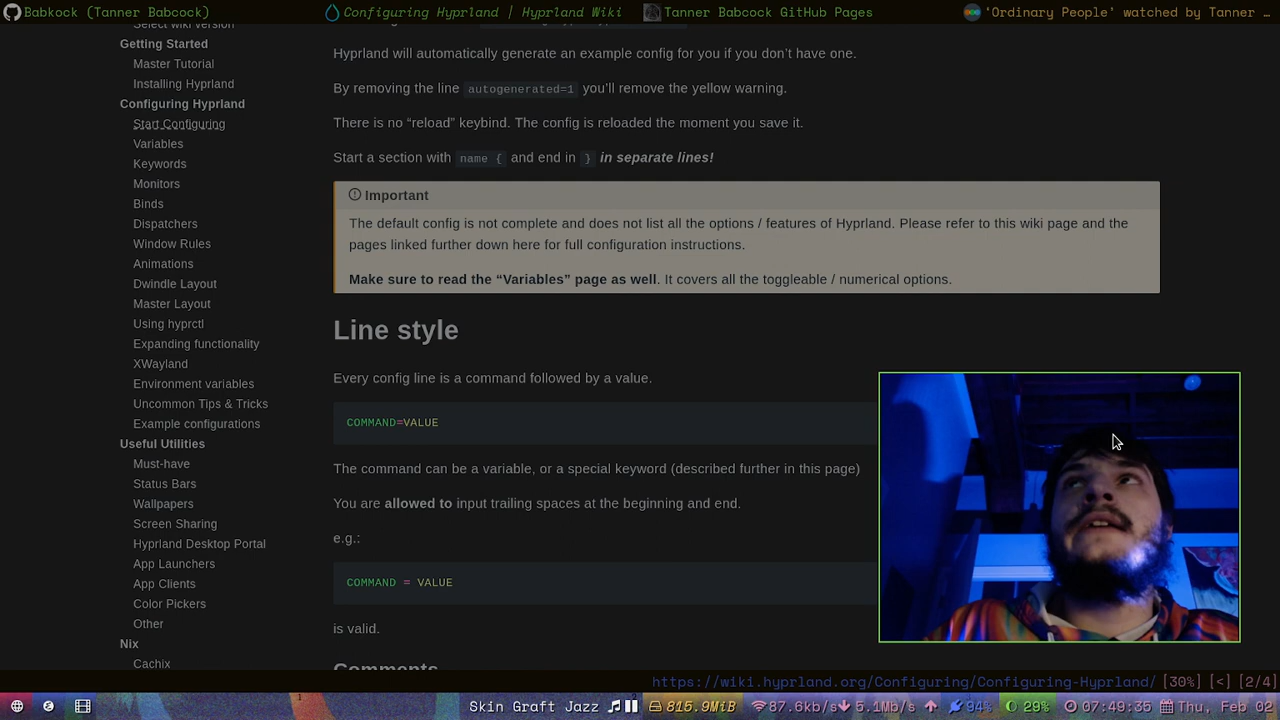 Babkock (Tanner Babcock)
Configuring Hyprland | Hyprland Wiki
Tanner Babcock GitHub Pages
‘Ordinary People’ watched by Tanner …
Select wiki version
Getting Started
Master Tutorial
Installing Hyprland
Configuring Hyprland
Start Configuring
Variables
Keywords
Monitors
Binds
Dispatchers
Window Rules
Animations
Dwindle Layout
Master Layout
Using hyprctl
Expanding functionality
XWayland
Environment variables
Uncommon Tips & Tricks
Example configurations
Useful Utilities
Must-have
Status Bars
Wallpapers
Screen Sharing
Hyprland Desktop Portal
App Launchers
App Clients
Color Pickers
Other
Nix
Cachix
Hyprland will automatically generate an example config for you if you don’t have one.
By removing the line autogenerated=1 you’ll remove the yellow warning.
There is no “reload” keybind. The config is reloaded the moment you save it.
Start a section with name { and end in } in separate lines!
Important
The default config is not complete and does not list all the options / features of Hyprland. Please refer to this wiki page and the
pages linked further down here for full configuration instructions.
Make sure to read the “Variables” page as well. It covers all the toggleable / numerical options.
Line style
Every config line is a command followed by a value.
COMMAND=VALUE
The command can be a variable, or a special keyword (described further in this page)
You are allowed to input trailing spaces at the beginning and end.
e.g.:
COMMAND = VALUE
is valid.
Comments
https://wiki.hyprland.org/Configuring/Configuring-Hyprland/ [30%] [<] [2/4]
1
Skin Graft Jazz
2
815.9MiB
87.6kb/s 5.1Mb/s
94%
29%
07:49:35
Thu, Feb 02